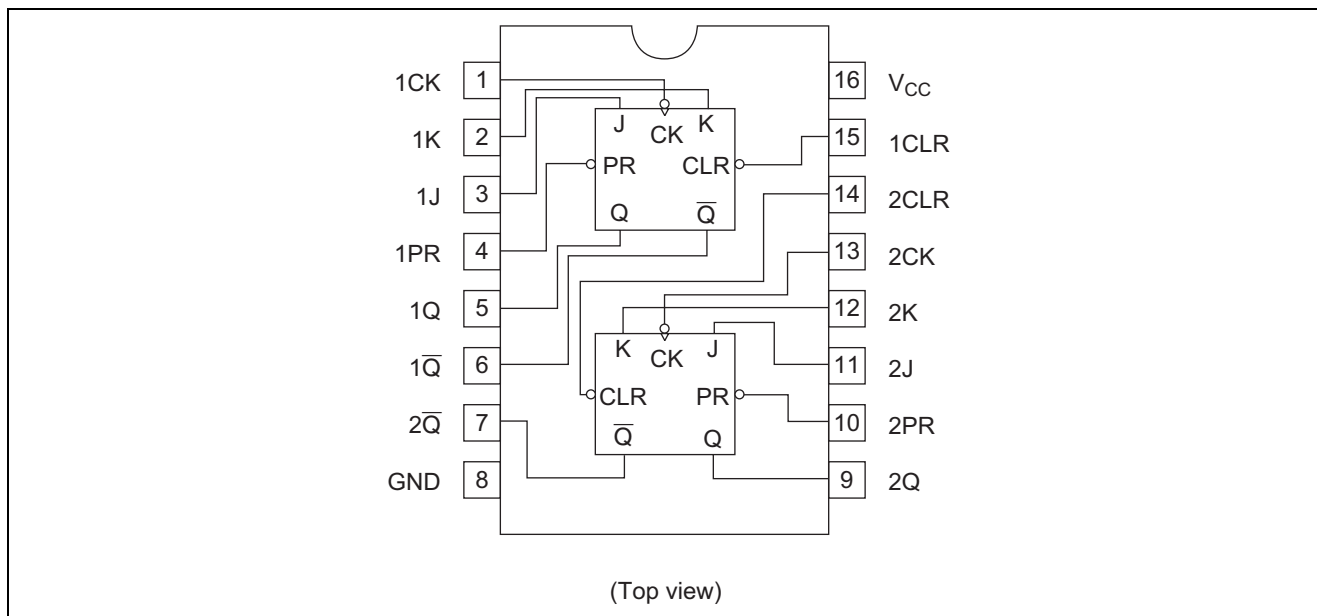 1CK 1
1K 2
1J 3
1PR 4
1Q 5
1Q̅ 6
2Q̅ 7
GND 8
16 VCC
15 1CLR
14 2CLR
13 2CK
12 2K
11 2J
10 2PR
9 2Q
J CK K
PR CLR
Q Q̅
K CK J
CLR PR
Q̅ Q
(Top view)